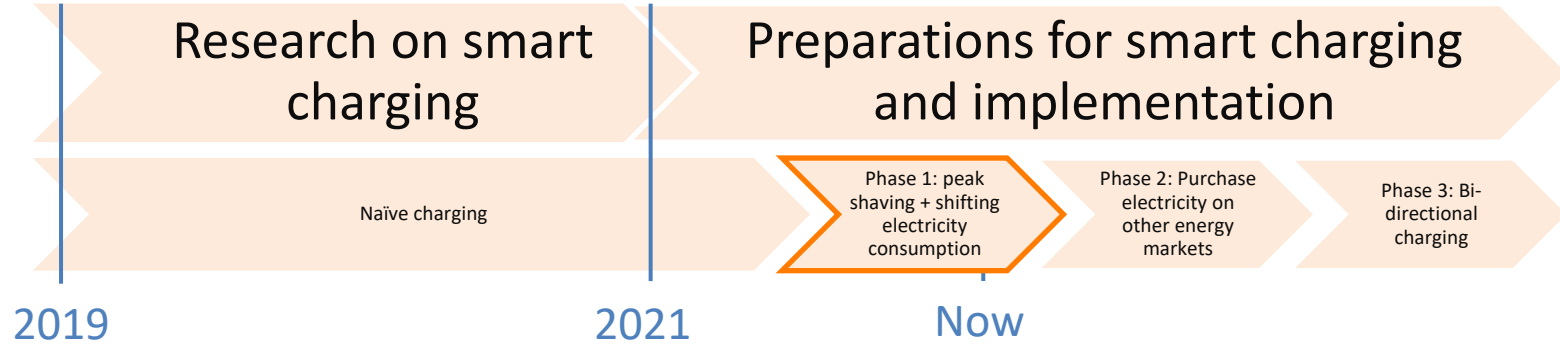 Research on smart
charging
Preparations for smart charging
and implementation
Naïve charging
Phase 1: peak
shaving + shifting
electricity
consumption
Phase 2: Purchase
electricity on
other energy
markets
Phase 3: Bi-
directional
charging
2019
2021
Now